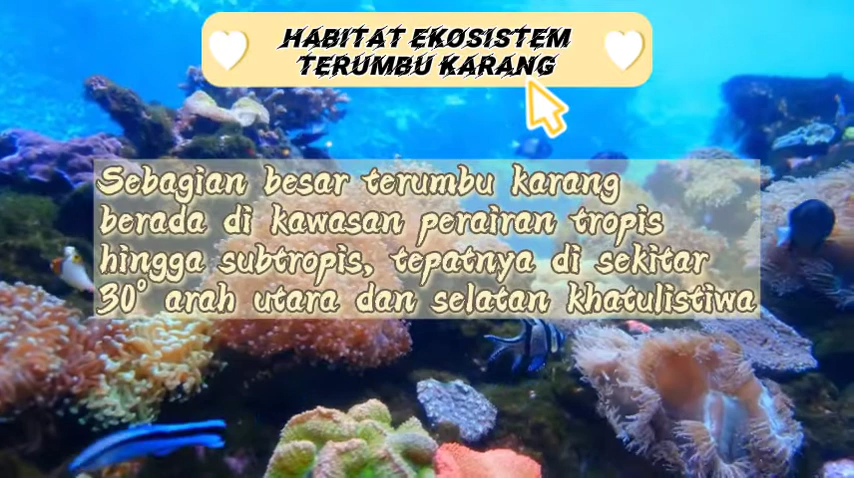 HABITAT EKOSISTEM
TERUMBU KARANG
Sebagian besar terumbu karang
berada di kawasan perairan tropis
hingga subtropis, tepatnya di sekitar
30° arah utara dan selatan khatulistiwa